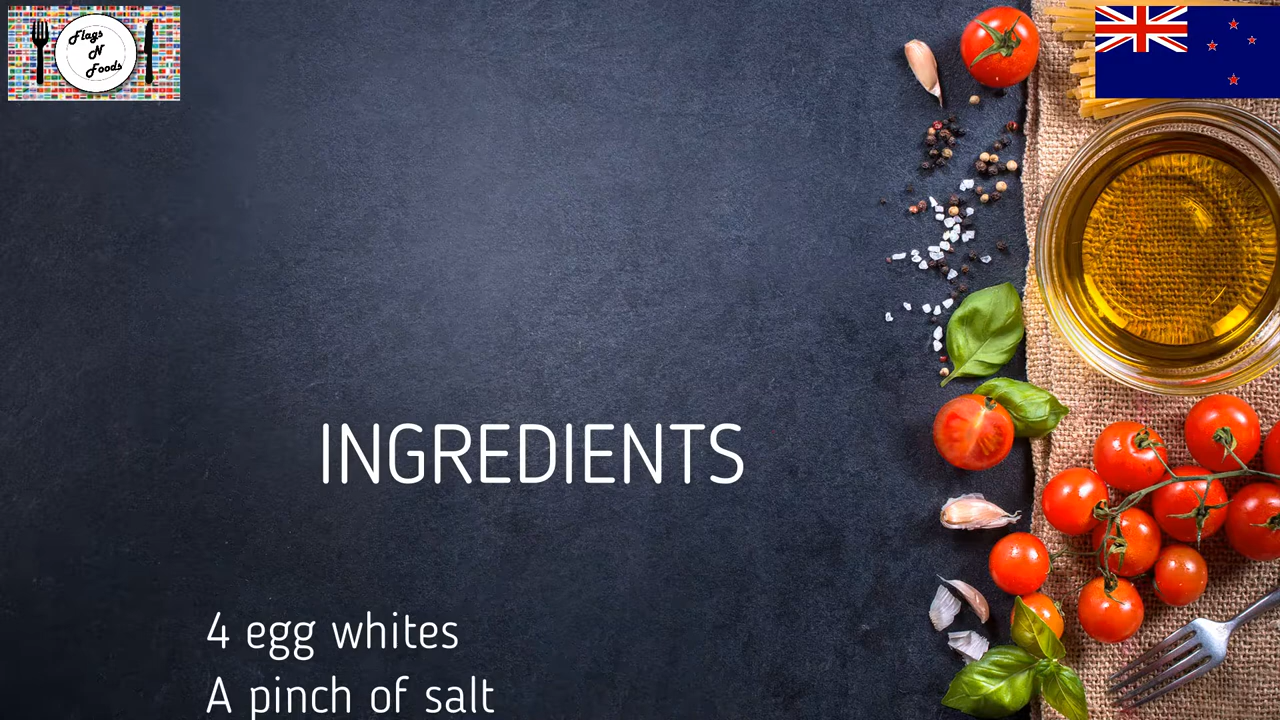 Flags
N
Foods
INGREDIENTS
4 egg whites
A pinch of salt